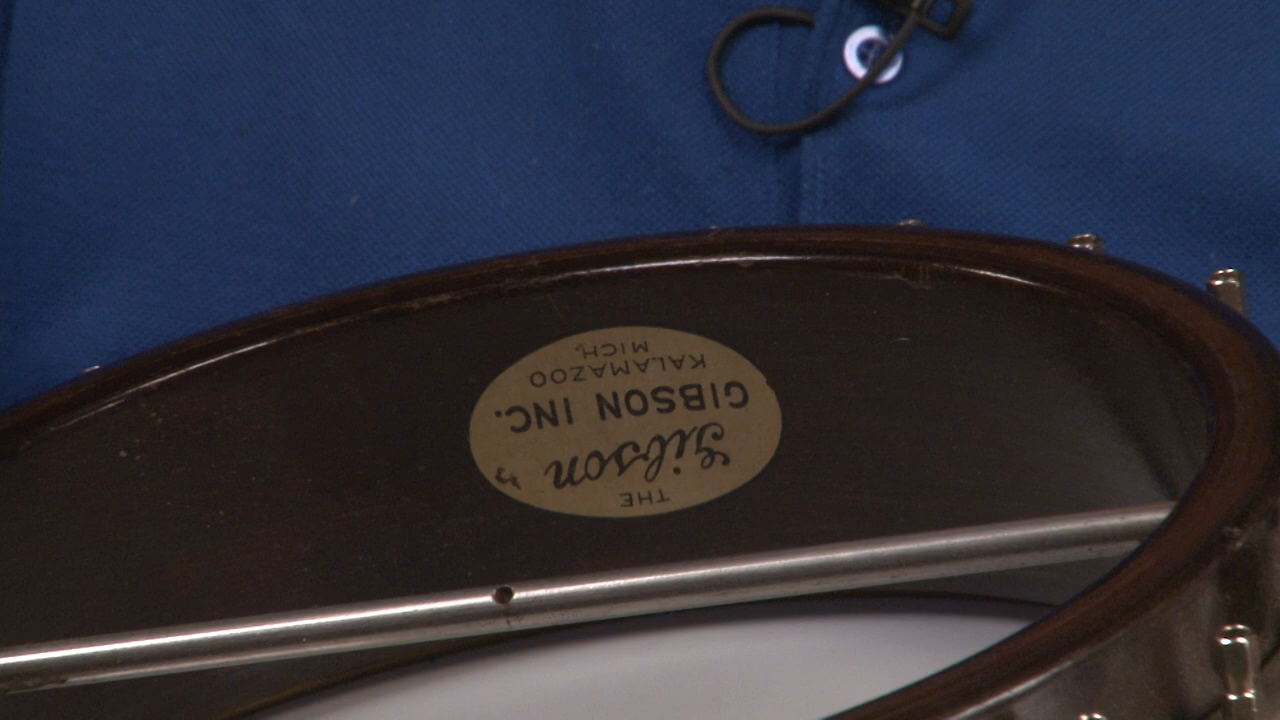 THE
Gibson
GIBSON INC.
KALAMAZOO
MICH.